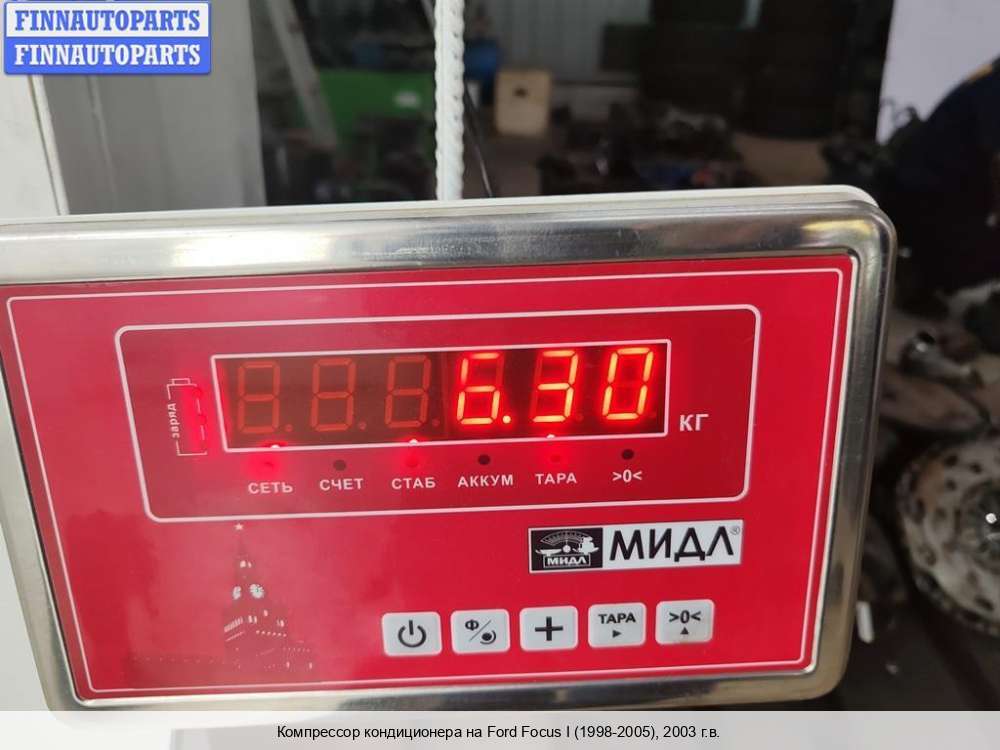 FINNAUTOPARTS
FINNAUTOPARTS
заряд
6.30
КГ
СЕТЬ СЧЕТ СТАБ АККУМ ТАРА >0<
МИДЛ
МИДЛ®
Ф/ + ТАРА >0<
Компрессор кондиционера на Ford Focus I (1998-2005), 2003 г.в.